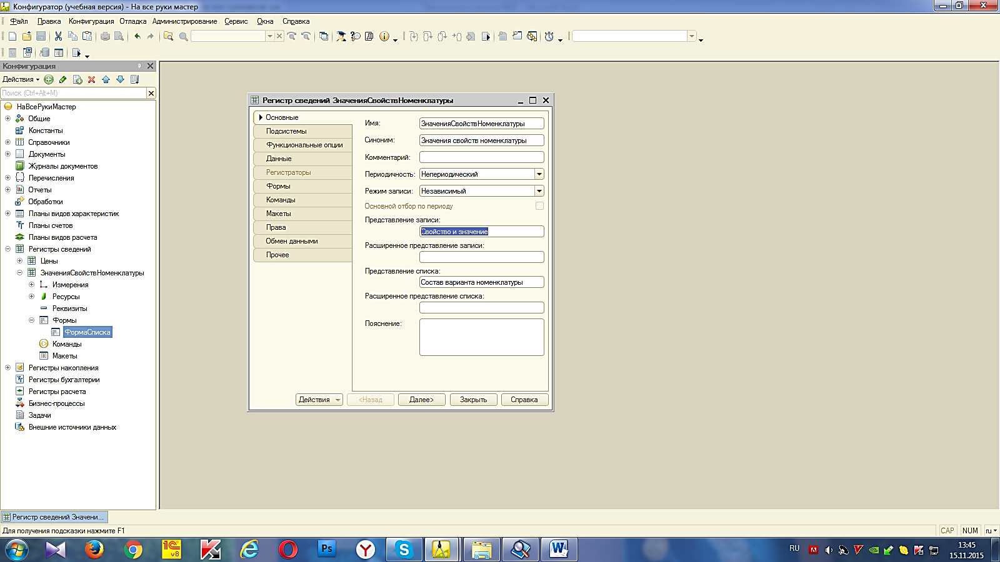 Конфигуратор (учебная версия) - На все руки мастер
Файл Правка Конфигурация Отладка Администрирование Сервис Окна Справка
Конфигурация
Действия
Поиск (Ctrl+Alt+M)
НаВсеРукиМастер
Общие
Константы
Справочники
Документы
Журналы документов
Перечисления
Отчеты
Обработки
Планы видов характеристик
Планы счетов
Планы видов расчета
Регистры сведений
Цены
ЗначенияСвойствНоменклатуры
Измерения
Ресурсы
Реквизиты
Формы
ФормаСписка
Команды
Макеты
Регистры накопления
Регистры бухгалтерии
Регистры расчета
Бизнес-процессы
Задачи
Внешние источники данных
Регистр сведений ЗначенияСвойствНоменклатуры
Основные
Подсистемы
Функциональные опции
Данные
Регистраторы
Формы
Команды
Макеты
Права
Обмен данными
Прочее
Имя: ЗначенияСвойствНоменклатуры
Синоним: Значения свойств номенклатуры
Комментарий:
Периодичность: Непериодический
Режим записи: Независимый
Основной отбор по периоду
Представление записи:
Свойство и значение
Расширенное представление записи:
Представление списка:
Состав варианта номенклатуры
Расширенное представление списка:
Пояснение:
Действия <Назад Далее> Закрыть Справка
Регистр сведений Значени...
Для получения подсказки нажмите F1
CAP NUM ru
1С v8 Ps
RU
13:45
15.11.2015